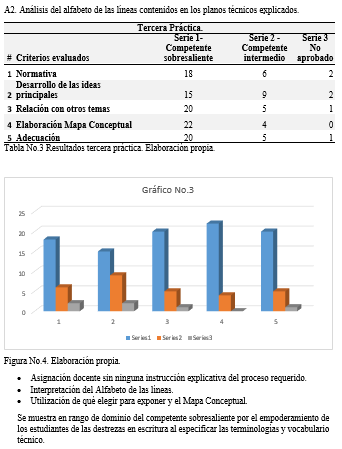 A2. Análisis del alfabeto de las líneas contenidos en los planos técnicos explicados.
Tercera Práctica.
# Criterios evaluados Serie 1- Competente sobresaliente Serie 2 - Competente intermedio Serie 3 No aprobado
1 Normativa 18 6 2
2 Desarrollo de las ideas principales 15 9 2
3 Relación con otros temas 20 5 1
4 Elaboración Mapa Conceptual 22 4 0
5 Adecuación 20 5 1
Tabla No.3 Resultados tercera práctica. Elaboración propia.
Gráfico No.3
25
20
15
10
5
0
1 2 3 4 5
Series1 Series2 Series3
Figura No.4. Elaboración propia.
• Asignación docente sin ninguna instrucción explicativa del proceso requerido.
• Interpretación del Alfabeto de las líneas.
• Utilización de qué elegir para exponer y el Mapa Conceptual.
Se muestra en rango de dominio del competente sobresaliente por el empoderamiento de
los estudiantes de las destrezas en escritura al especificar las terminologías y vocabulario
técnico.